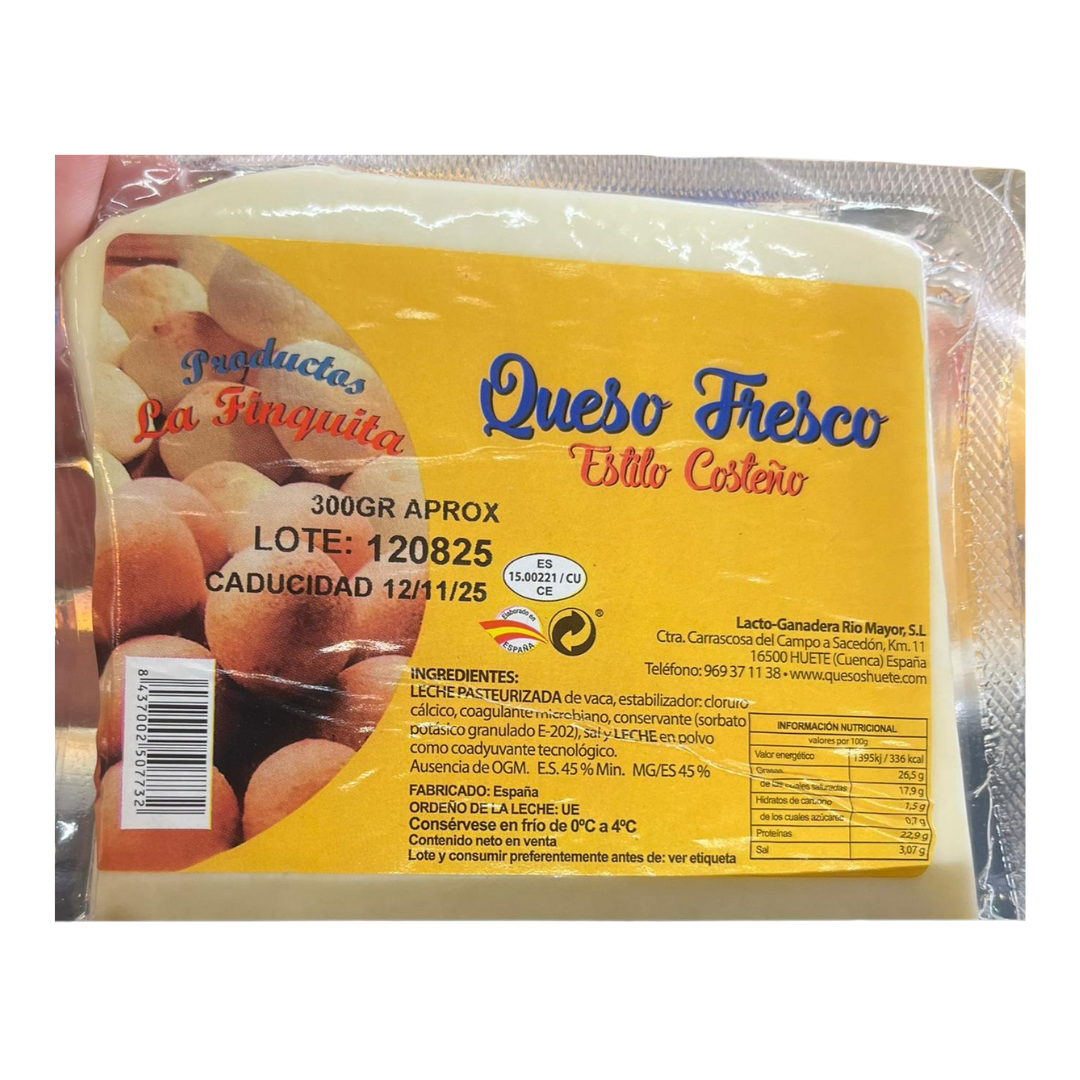 Productos
La Finquita
Queso Fresco
Estilo Costeño
300GR APROX
LOTE: 120825
CADUCIDAD 12/11/25
ES
15.00221/CU
CE
Elaborado en
ESPAÑA
®
Lacto-Ganadera Rio Mayor, S.L
Ctra. Carrascosa del Campo a Sacedón, Km. 11
16500 HUETE (Cuenca) España
Teléfono: 969 37 11 38 • www.quesoshuete.com
INGREDIENTES:
LECHE PASTEURIZADA de vaca, estabilizador: cloruro
cálcico, coagulante microbiano, conservante (sorbato
potásico granulado E-202), sal y LECHE en polvo
como coadyuvante tecnológico.
Ausencia de OGM. E.S. 45 % Min. MG/ES 45 %
FABRICADO: España
ORDEÑO DE LA LECHE: UE
Consérvese en frío de 0ºC a 4ºC
Contenido neto en venta
Lote y consumir preferentemente antes de: ver etiqueta
INFORMACIÓN NUTRICIONAL
valores por 100g
Valor energético 1395kj / 336 kcal
Grasas 26,5 g
de las cuales saturadas 17,9 g
Hidratos de carbono 1,5 g
de los cuales azúcares 0,7 g
Proteínas 22,9 g
Sal 3,07 g
8 437002 507732